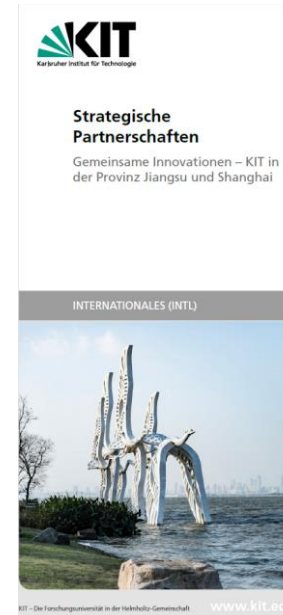 KIT
Karlsruher Institut für Technologie
Strategische
Partnerschaften
Gemeinsame Innovationen – KIT in
der Provinz Jiangsu und Shanghai
INTERNATIONALES (INTL)
KIT – Die Forschungsuniversität in der Helmholtz-Gemeinschaft
www.kit.ed